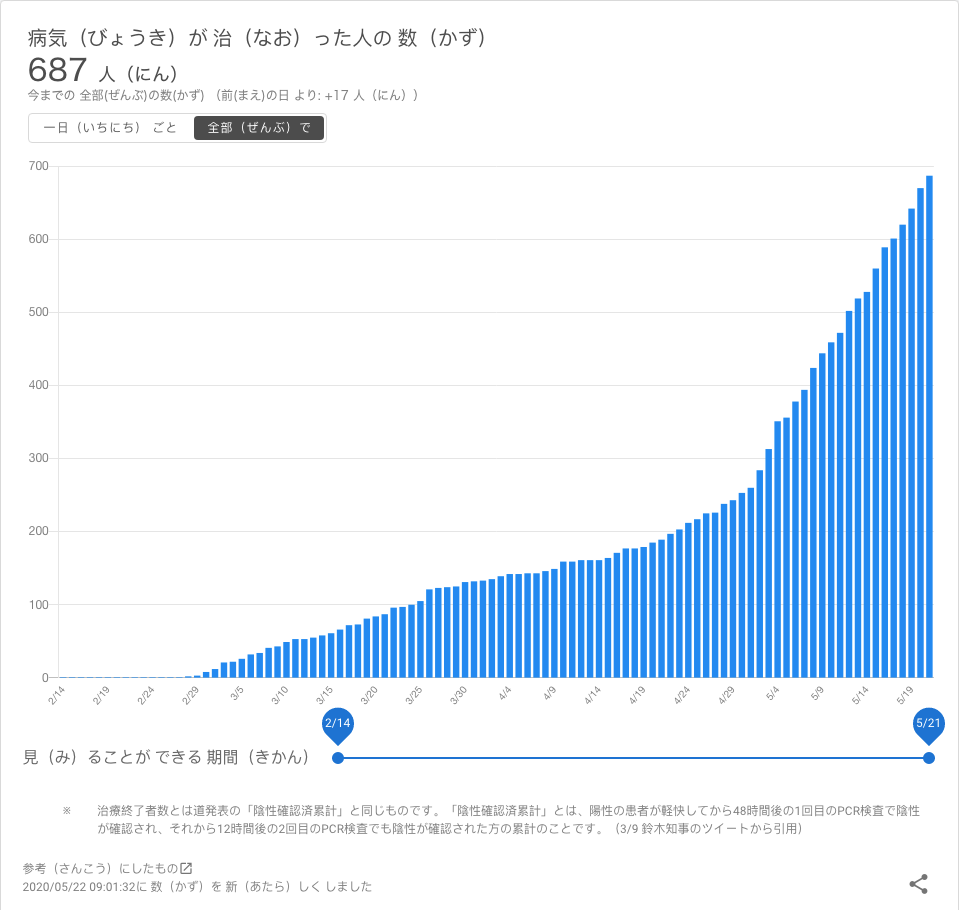 病気（びょうき）が 治（なお）った人の 数（かず）
687 人（にん）
今までの 全部(ぜんぶ)の数(かず) （前(まえ)の日 より: +17 人（にん））
一日（いちにち） ごと 全部（ぜんぶ）で
700
600
500
400
300
200
100
0
2/14 2/19 2/24 2/29 3/5 3/10 3/15 3/20 3/25 3/30 4/4 4/9 4/14 4/19 4/24 4/29 5/4 5/9 5/14 5/19
2/14 5/21
見（み）ることが できる 期間（きかん）
※ 治療終了者数とは道発表の「陰性確認済累計」と同じものです。「陰性確認済累計」とは、陽性の患者が軽快してから48時間後の1回目のPCR検査で陰性
が確認され、それから12時間後の2回目のPCR検査でも陰性が確認された方の累計のことです。（3/9 鈴木知事のツイートから引用）
参考（さんこう）にしたもの
2020/05/22 09:01:32に 数（かず）を 新（あたら）しく しました